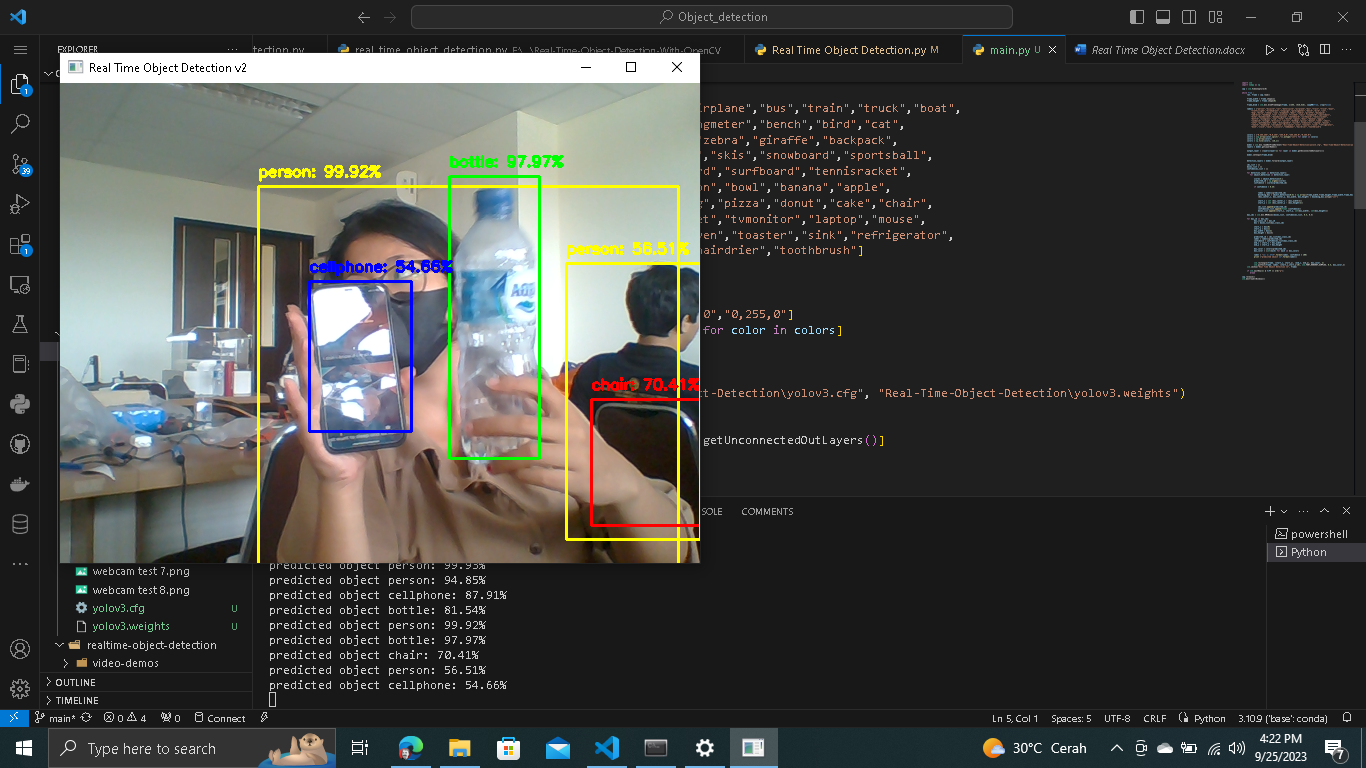 Object_detection
EXPLORER
tection.py
real_time_object_detection.py E:\...\Real-Time-Object-Detection-With-OpenCV
Real Time Object Detection.py M
main.py U
Real Time Object Detection.docx
Real Time Object Detection v2
rplane","bus","train","truck","boat",
ngmeter","bench","bird","cat",
"zebra","giraffe","backpack",
,"skis","snowboard","sportsball",
rd","surfboard","tennisracket",
on","bowl","banana","apple",
g","pizza","donut","cake","chair",
et","tvmonitor","laptop","mouse",
ven","toaster","sink","refrigerator",
hairdrier","toothbrush"]
0","0,255,0"]
for color in colors]
ct-Detection\yolov3.cfg", "Real-Time-Object-Detection\yolov3.weights")
getUnconnectedOutLayers()]
person: 99.92%
bottle: 97.97%
person: 56.51%
cellphone: 54.66%
chair: 70.41%
AQ
SOLE
COMMENTS
powershell
Python
webcam test 7.png
webcam test 8.png
yolov3.cfg U
yolov3.weights U
realtime-object-detection
video-demos
OUTLINE
TIMELINE
predicted object person: 99.93%
predicted object person: 94.85%
predicted object cellphone: 87.91%
predicted object bottle: 81.54%
predicted object person: 99.92%
predicted object bottle: 97.97%
predicted object chair: 70.41%
predicted object person: 56.51%
predicted object cellphone: 54.66%
1
39
1
main* 0 4 0 Connect
Ln 5, Col 1 Spaces: 5 UTF-8 CRLF Python 3.10.9 ('base': conda)
Type here to search
30°C Cerah
4:22 PM
9/25/2023
7